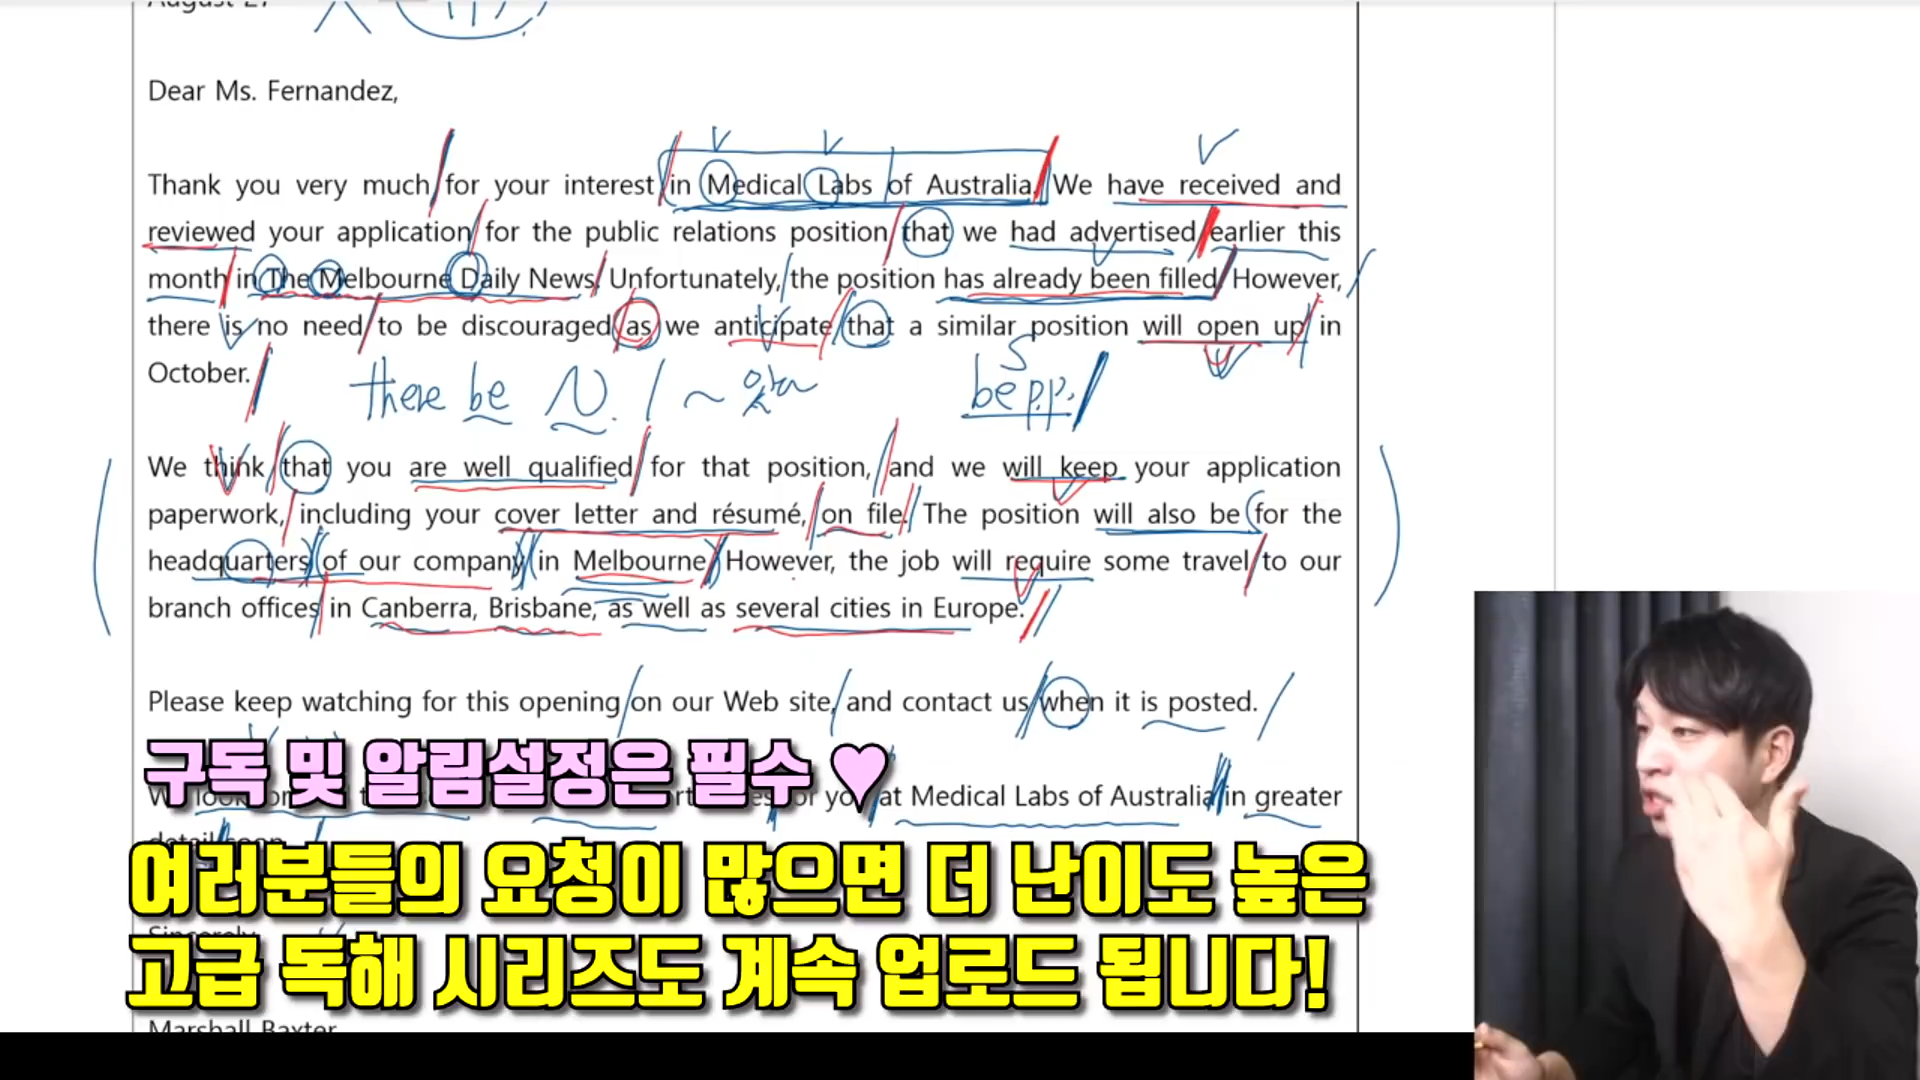 August 27
Dear Ms. Fernandez,
Thank you very much for your interest in Medical Labs of Australia. We have received and
reviewed your application for the public relations position that we had advertised earlier this
month in The Melbourne Daily News. Unfortunately, the position has already been filled. However,
there is no need to be discouraged as we anticipate that a similar position will open up in
October.
there be N. / ~
S
be p.p.
We think that you are well qualified for that position, and we will keep your application
paperwork, including your cover letter and résumé, on file. The position will also be for the
headquarters of our company in Melbourne. However, the job will require some travel to our
branch offices in Canberra, Brisbane, as well as several cities in Europe.
Please keep watching for this opening on our Web site, and contact us when it is posted.
구독 및 알림설정은 필수 ♥
We look you at Medical Labs of Australia in greater
detail soon.
여러분들의 요청이 많으면 더 난이도 높은
Sincerely,
고급 독해 시리즈도 계속 업로드 됩니다!
Marshall Baxter